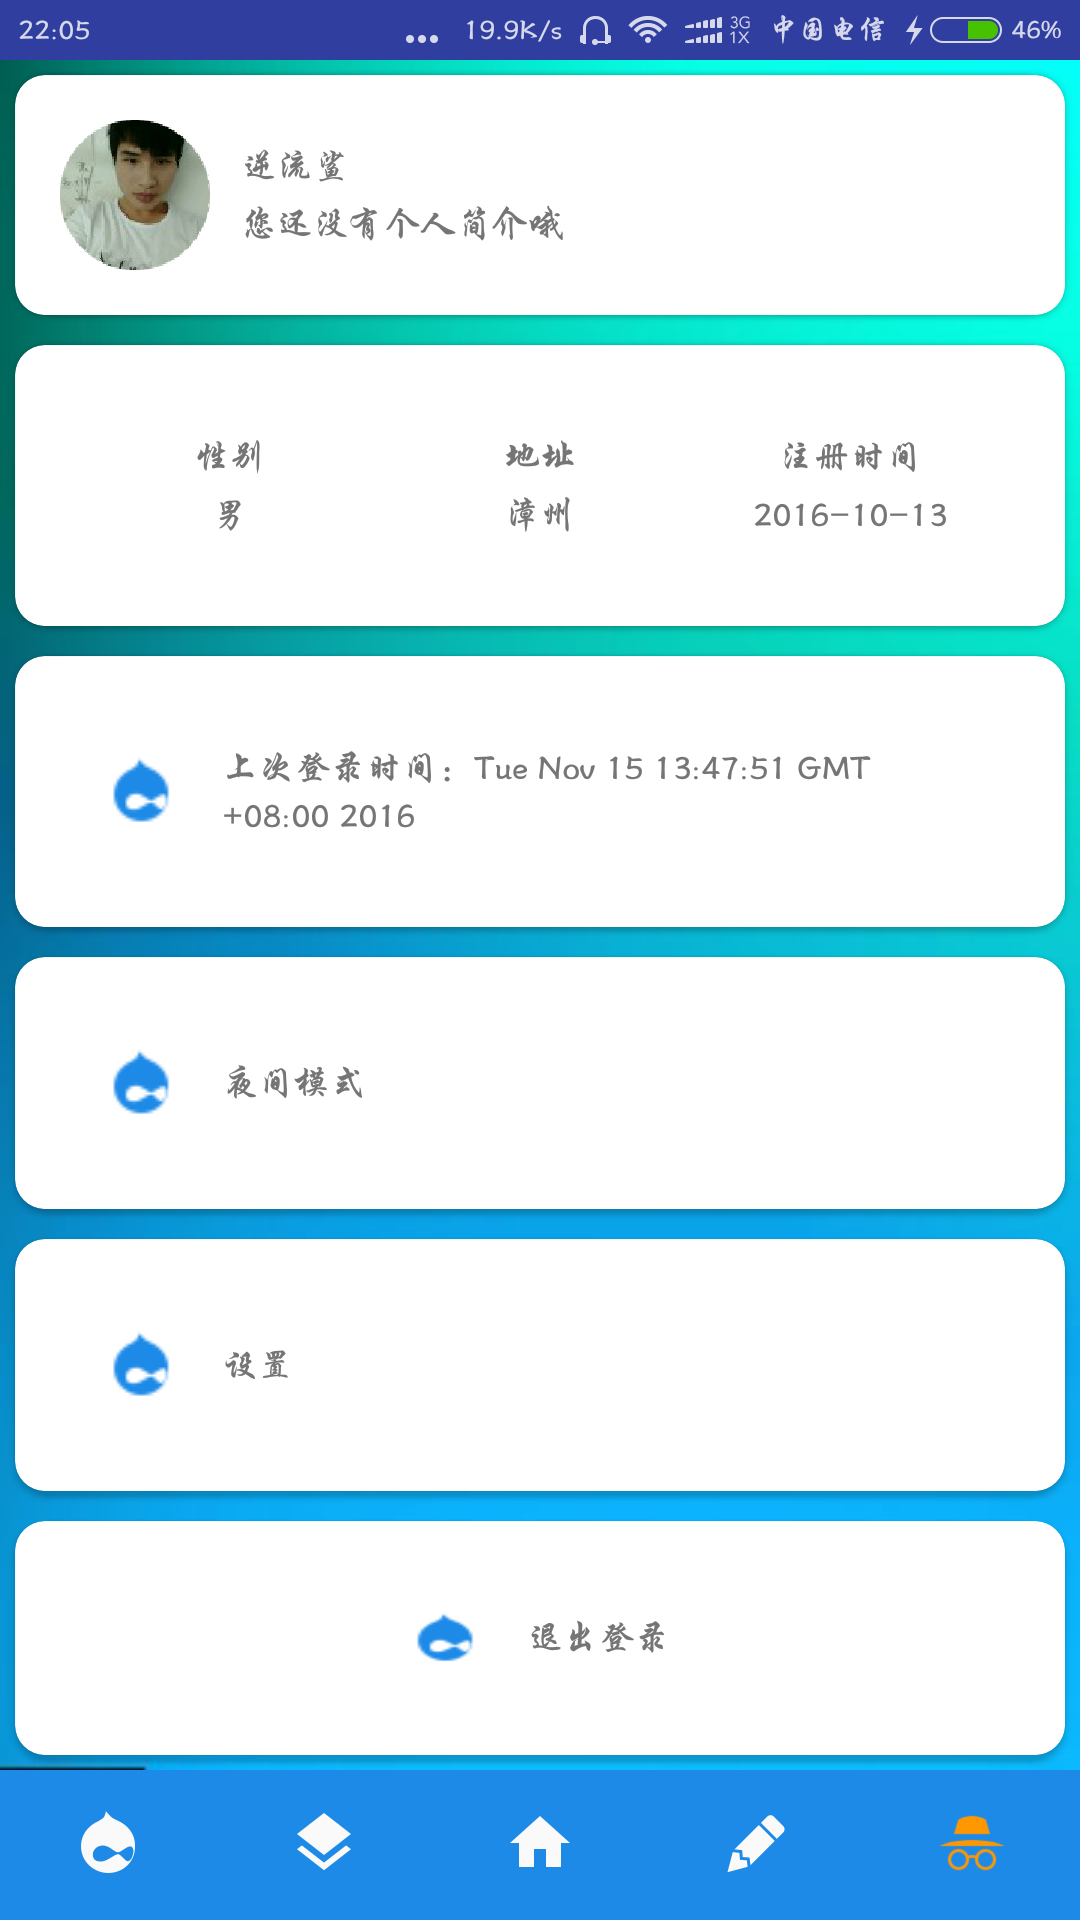 22:05 ... 19.9K/s 3G 1X 中国电信 46%
逆流鲨
您还没有个人简介哦
性别 地址 注册时间
男 漳州 2016-10-13
上次登录时间：Tue Nov 15 13:47:51 GMT
+08:00 2016
夜间模式
设置
退出登录